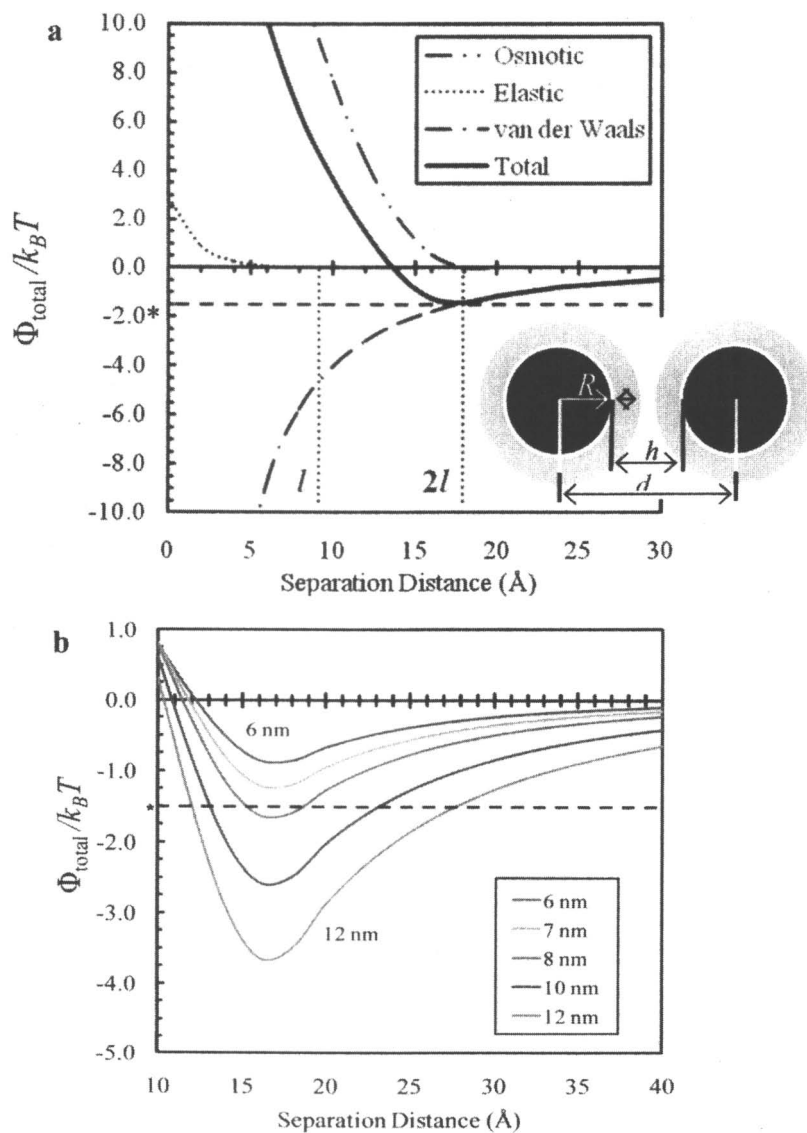 a
10.0
8.0
6.0
4.0
2.0
0.0
-2.0
*
-4.0
-6.0
-8.0
-10.0
Φtotal/kBT
Osmotic
Elastic
van der Waals
Total
l
2l
R
h
d
0 5 10 15 20 25 30
Separation Distance (Å)
b
1.0
0.0
-1.0
*
-2.0
-3.0
-4.0
-5.0
Φtotal/kBT
6 nm
12 nm
6 nm
7 nm
8 nm
10 nm
12 nm
10 15 20 25 30 35 40
Separation Distance (Å)